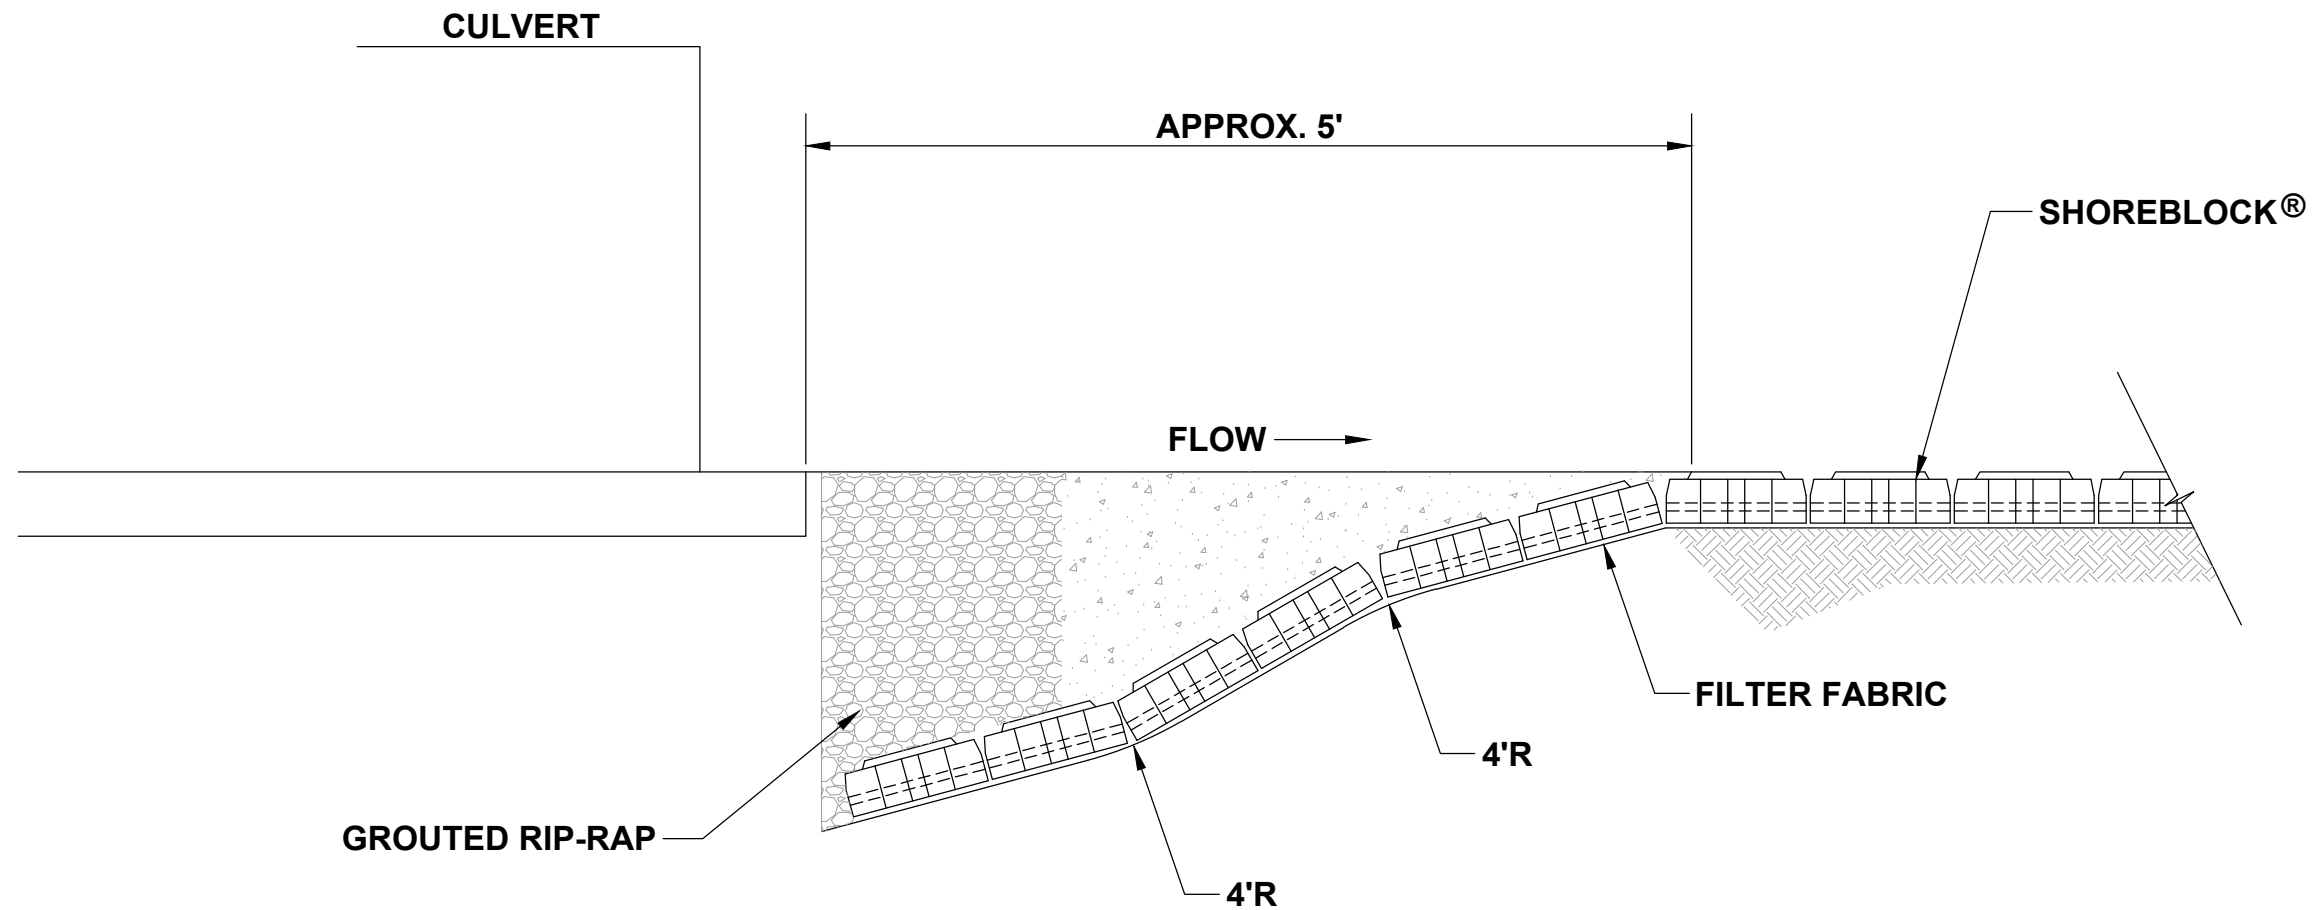 CULVERT
APPROX. 5'
SHOREBLOCK®
FLOW
FILTER FABRIC
4'R
GROUTED RIP-RAP
4'R